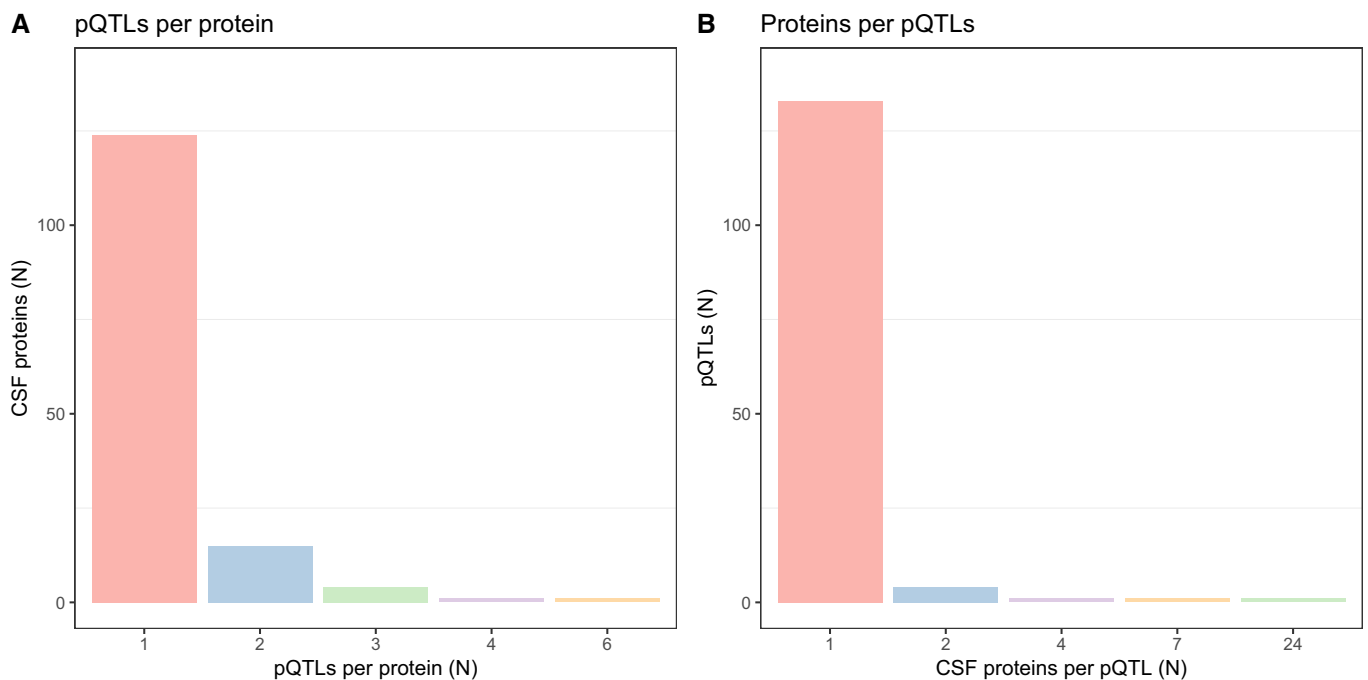 A pQTLs per protein
CSF proteins (N)
100
50
0
1 2 3 4 6
pQTLs per protein (N)
B Proteins per pQTLs
pQTLs (N)
100
50
0
1 2 4 7 24
CSF proteins per pQTL (N)